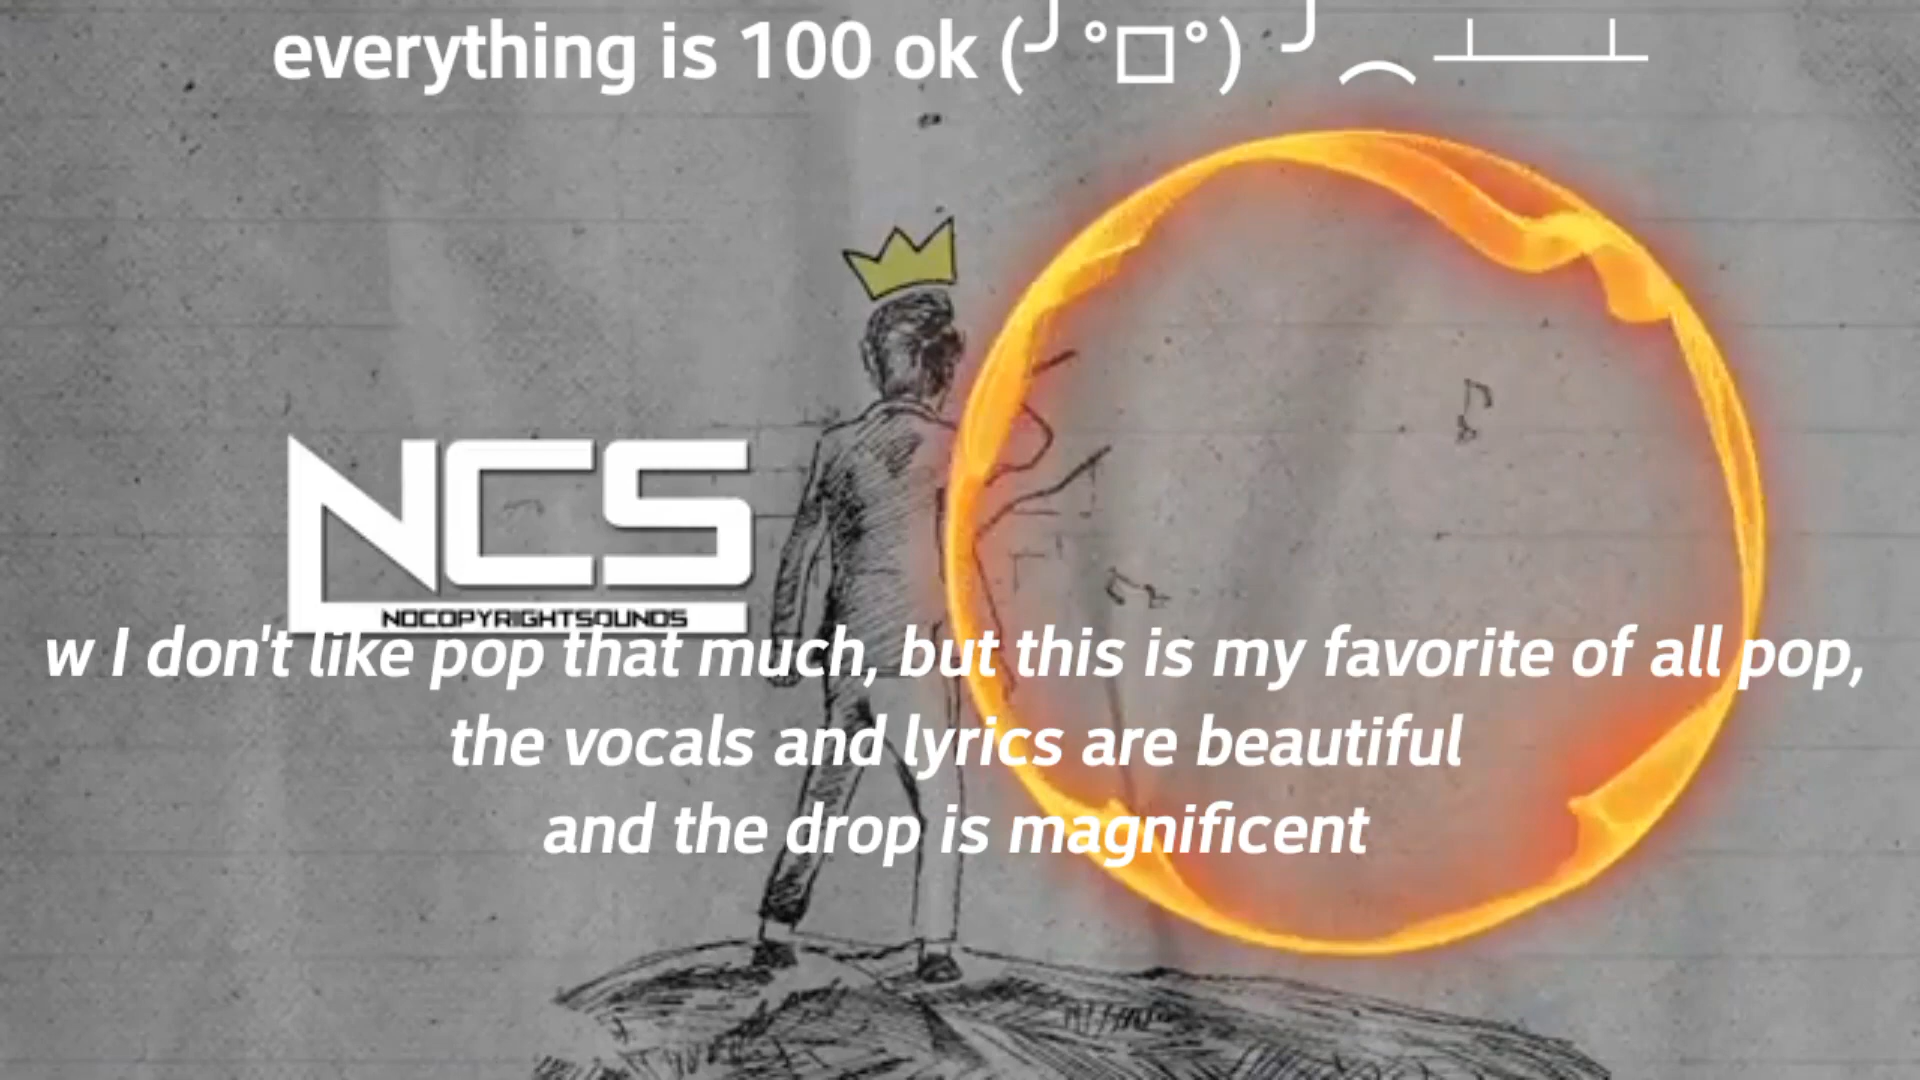 everything is 100 ok (╯°□°)╯︵ ┻━┻
NCS
NOCOPYRIGHTSOUNDS
w I don't like pop that much, but this is my favorite of all pop,
the vocals and lyrics are beautiful
and the drop is magnificent